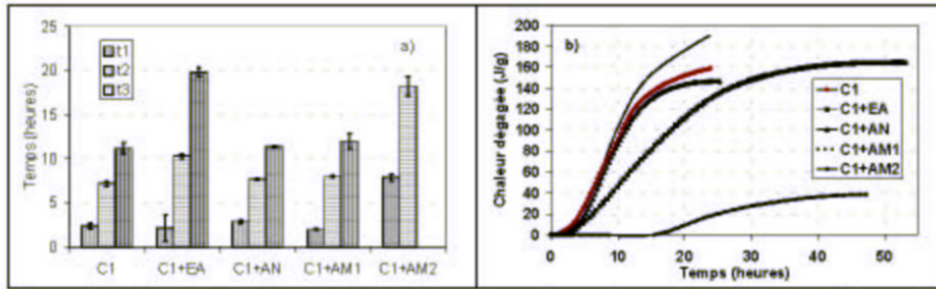 a)
Temps (heures)
25
20
15
10
5
0
t1
t2
t3
C1
C1+EA
C1+AN
C1+AM1
C1+AM2
b)
Chaleur dégagée (J/g)
200
180
160
140
120
100
80
60
40
20
0
0 10 20 30 40 50
Temps (heures)
C1
C1+EA
C1+AN
C1+AM1
C1+AM2